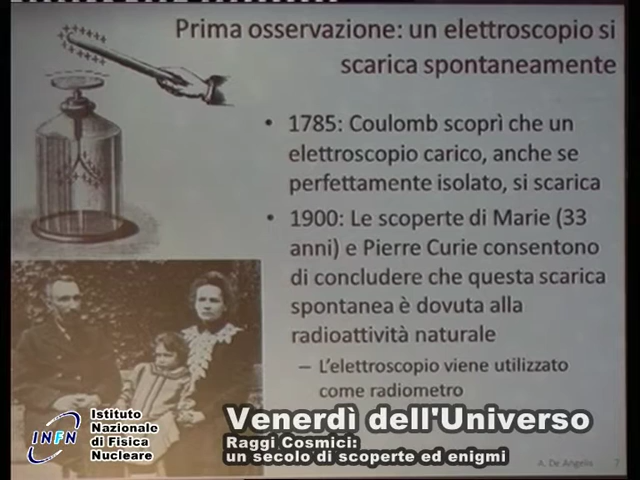 Prima osservazione: un elettroscopio si
scarica spontaneamente
• 1785: Coulomb scoprì che un
elettroscopio carico, anche se
perfettamente isolato, si scarica
• 1900: Le scoperte di Marie (33
anni) e Pierre Curie consentono
di concludere che questa scarica
spontanea è dovuta alla
radioattività naturale
– L'elettroscopio viene utilizzato
come radiometro
INFN
Istituto
Nazionale
di Fisica
Nucleare
Venerdì dell'Universo
Raggi Cosmici:
un secolo di scoperte ed enigmi
A. De Angelis 7